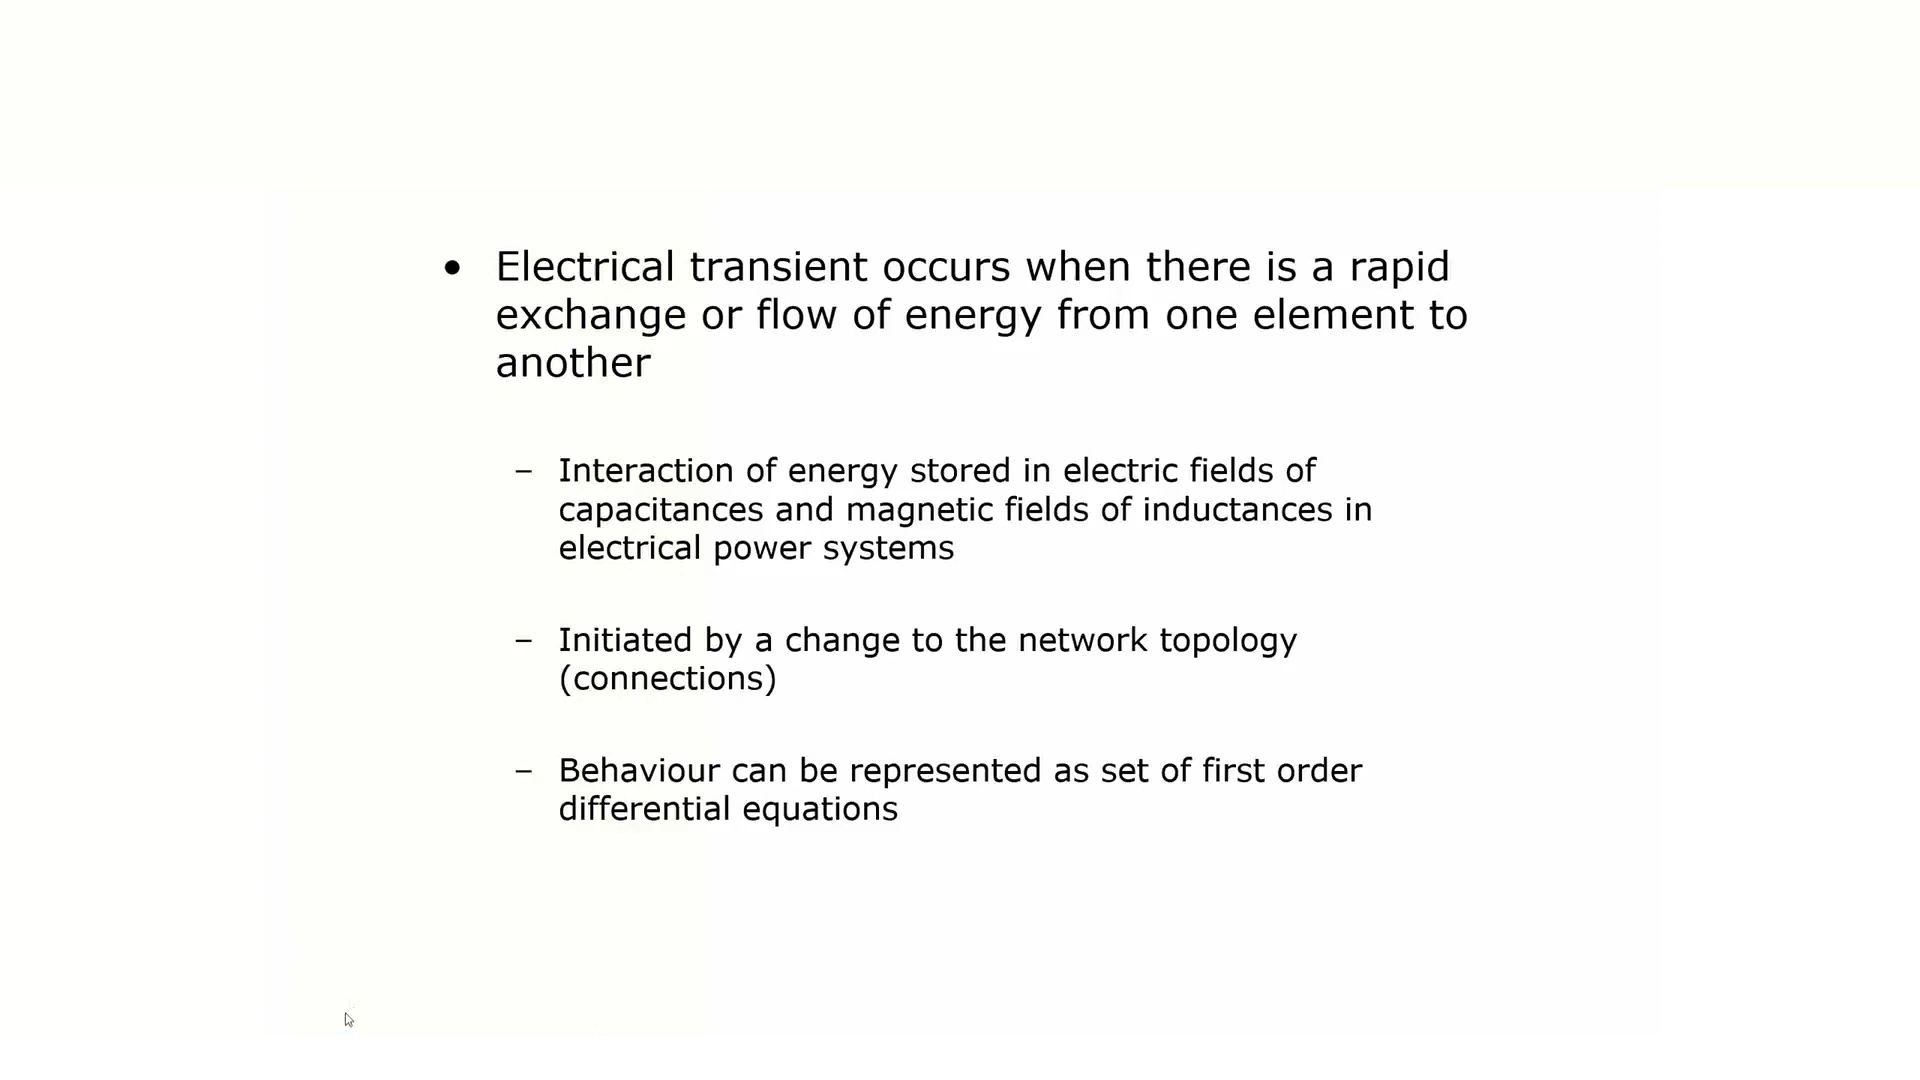 • Electrical transient occurs when there is a rapid
exchange or flow of energy from one element to
another
– Interaction of energy stored in electric fields of
capacitances and magnetic fields of inductances in
electrical power systems
– Initiated by a change to the network topology
(connections)
– Behaviour can be represented as set of first order
differential equations